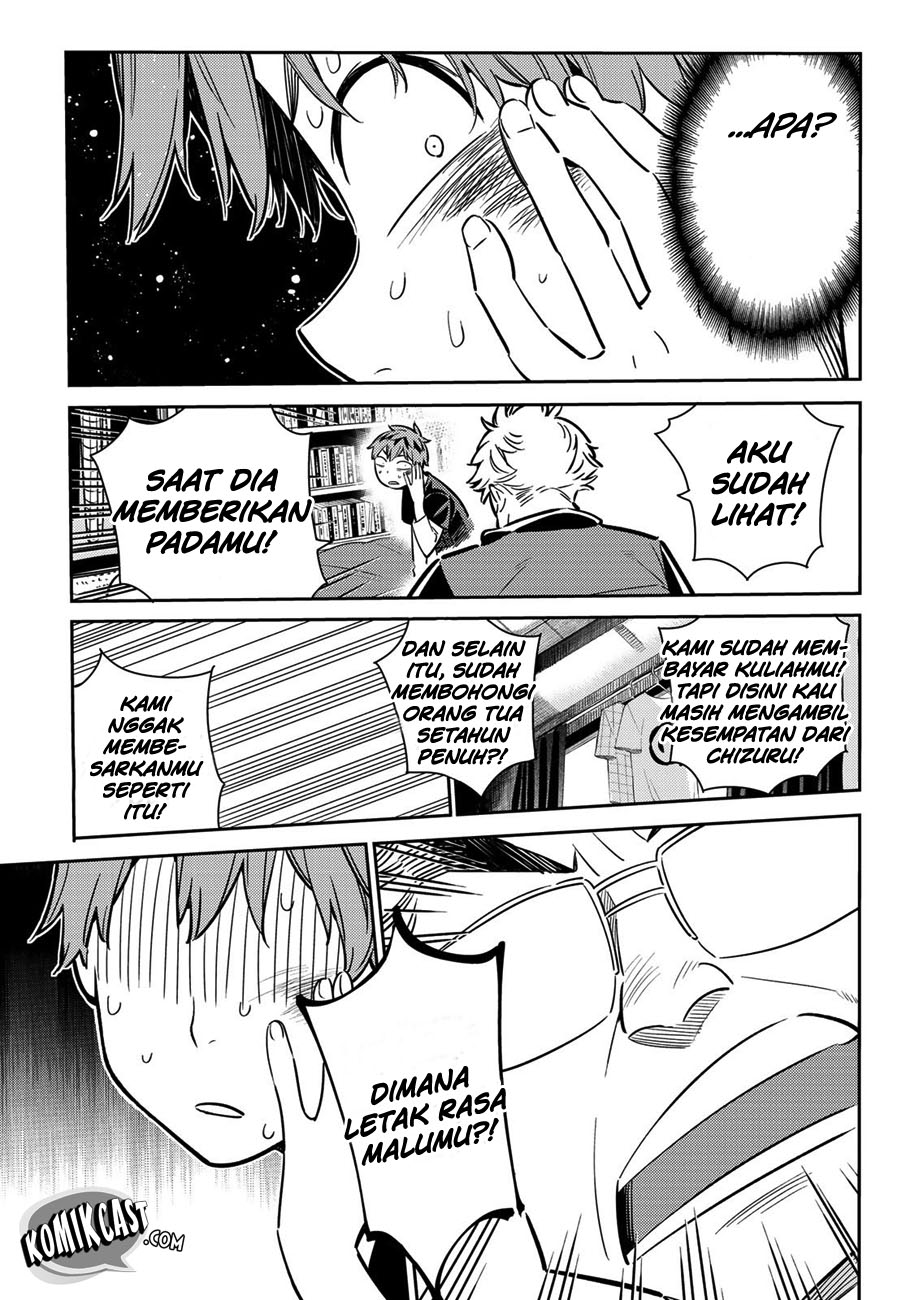 ...APA?
AKU
SUDAH
LIHAT!
SAAT DIA
MEMBERIKAN
PADAMU!
KAMI SUDAH MEM-
BAYAR KULIAHMU!
TAPI DISINI KAU
MASIH MENGAMBIL
KESEMPATAN DARI
CHIZURU!
DAN SELAIN
ITU, SUDAH
MEMBOHONGI
ORANG TUA
SETAHUN
PENUH?!
KAMI
NGGAK
MEMBE-
SARKANMU
SEPERTI
ITU!
DIMANA
LETAK RASA
MALUMU?!
KOMIKCAST
.COM